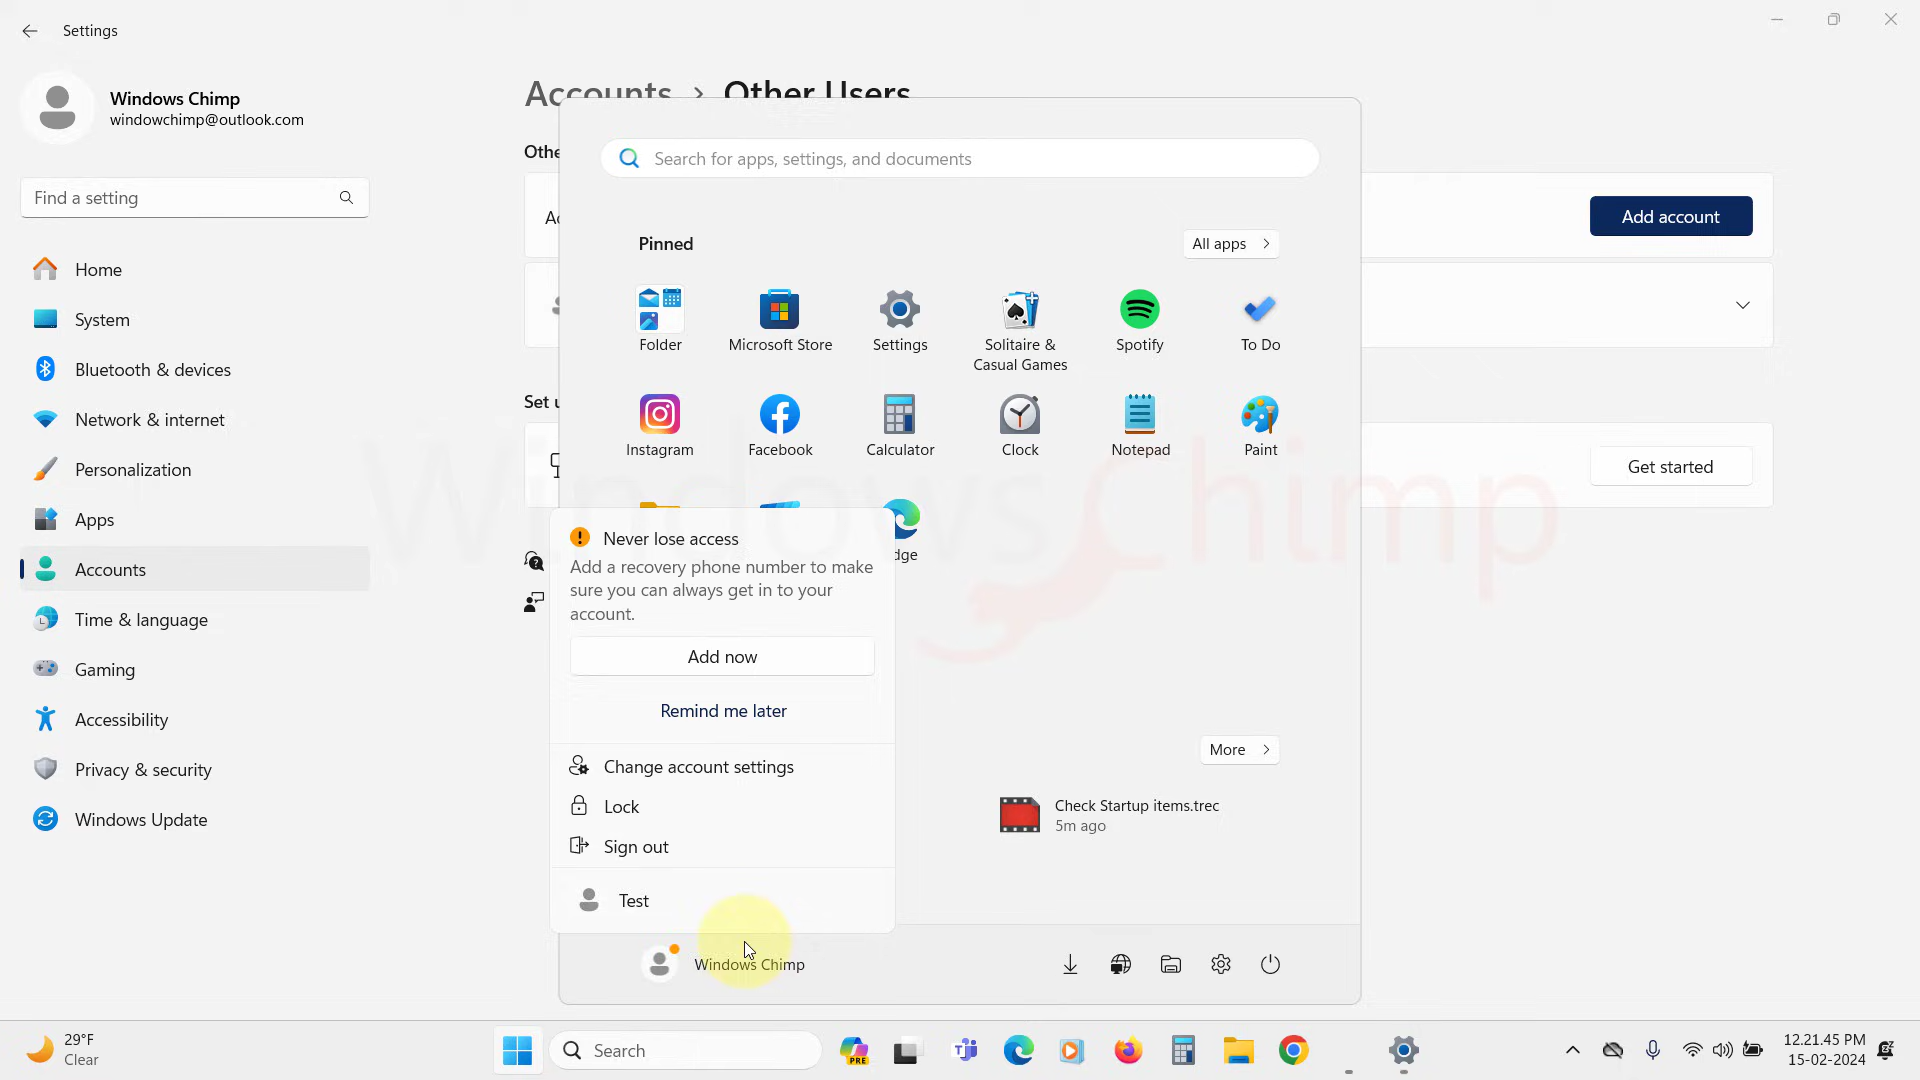 Settings
Windows Chimp
windowchimp@outlook.com
Find a setting
Home
System
Bluetooth & devices
Network & internet
Personalization
Apps
Accounts
Time & language
Gaming
Accessibility
Privacy & security
Windows Update
Accounts > Other Users
Othe
Add account
Set u
Get started
Search for apps, settings, and documents
Pinned
All apps
Folder
Microsoft Store
Settings
Solitaire &
Casual Games
Spotify
To Do
Instagram
Facebook
Calculator
Clock
Notepad
Paint
dge
Never lose access
Add a recovery phone number to make
sure you can always get in to your
account.
Add now
Remind me later
Change account settings
Lock
Sign out
Test
Windows Chimp
More
Check Startup items.trec
5m ago
WindowsChimp
29°F
Clear
Search
PRE
12.21.45 PM
15-02-2024